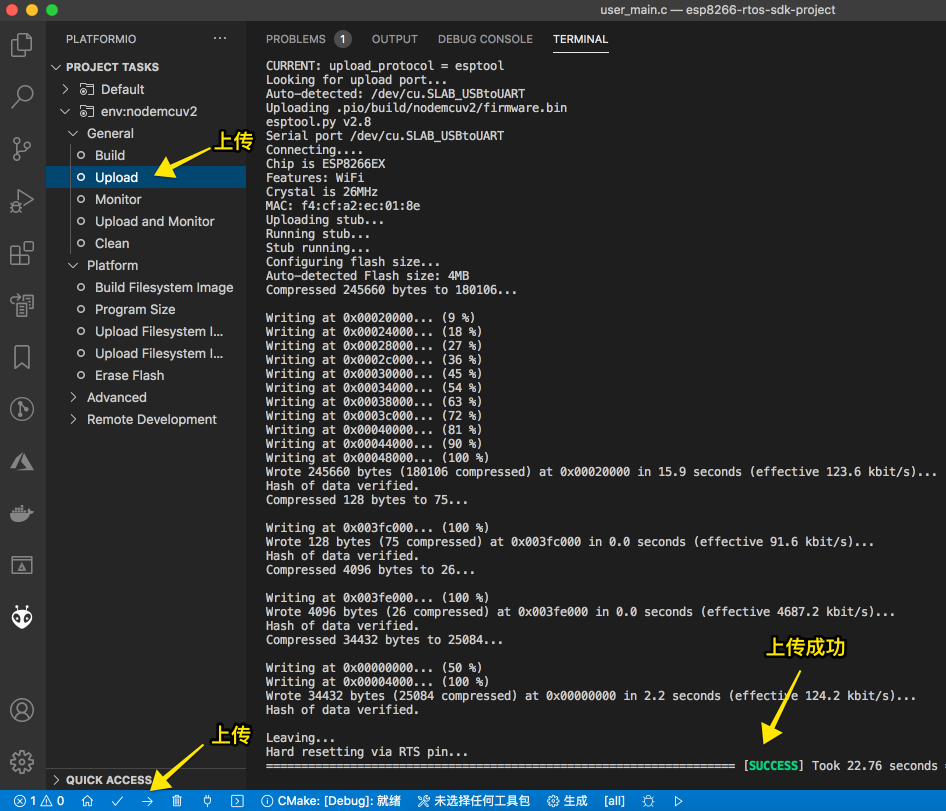 user_main.c — esp8266-rtos-sdk-project
PLATFORMIO
PROJECT TASKS
Default
env:nodemcuv2
General
Build
Upload
Monitor
Upload and Monitor
Clean
Platform
Build Filesystem Image
Program Size
Upload Filesystem I...
Upload Filesystem I...
Erase Flash
Advanced
Remote Development
QUICK ACCESS
上传
上传
PROBLEMS 1 OUTPUT DEBUG CONSOLE TERMINAL
CURRENT: upload_protocol = esptool
Looking for upload port...
Auto-detected: /dev/cu.SLAB_USBtoUART
Uploading .pio/build/nodemcuv2/firmware.bin
esptool.py v2.8
Serial port /dev/cu.SLAB_USBtoUART
Connecting....
Chip is ESP8266EX
Features: WiFi
Crystal is 26MHz
MAC: f4:cf:a2:ec:01:8e
Uploading stub...
Running stub...
Stub running...
Configuring flash size...
Auto-detected Flash size: 4MB
Compressed 245660 bytes to 180106...
Writing at 0x00020000... (9 %)
Writing at 0x00024000... (18 %)
Writing at 0x00028000... (27 %)
Writing at 0x0002c000... (36 %)
Writing at 0x00030000... (45 %)
Writing at 0x00034000... (54 %)
Writing at 0x00038000... (63 %)
Writing at 0x0003c000... (72 %)
Writing at 0x00040000... (81 %)
Writing at 0x00044000... (90 %)
Writing at 0x00048000... (100 %)
Wrote 245660 bytes (180106 compressed) at 0x00020000 in 15.9 seconds (effective 123.6 kbit/s)...
Hash of data verified.
Compressed 128 bytes to 75...
Writing at 0x003fc000... (100 %)
Wrote 128 bytes (75 compressed) at 0x003fc000 in 0.0 seconds (effective 91.6 kbit/s)...
Hash of data verified.
Compressed 4096 bytes to 26...
Writing at 0x003fe000... (100 %)
Wrote 4096 bytes (26 compressed) at 0x003fe000 in 0.0 seconds (effective 4687.2 kbit/s)...
Hash of data verified.
Compressed 34432 bytes to 25084...
上传成功
Writing at 0x00000000... (50 %)
Writing at 0x00004000... (100 %)
Wrote 34432 bytes (25084 compressed) at 0x00000000 in 2.2 seconds (effective 124.2 kbit/s)...
Hash of data verified.
Leaving...
Hard resetting via RTS pin...
[SUCCESS] Took 22.76 seconds
1 0 CMake: [Debug]: 就绪 未选择任何工具包 生成 [all]